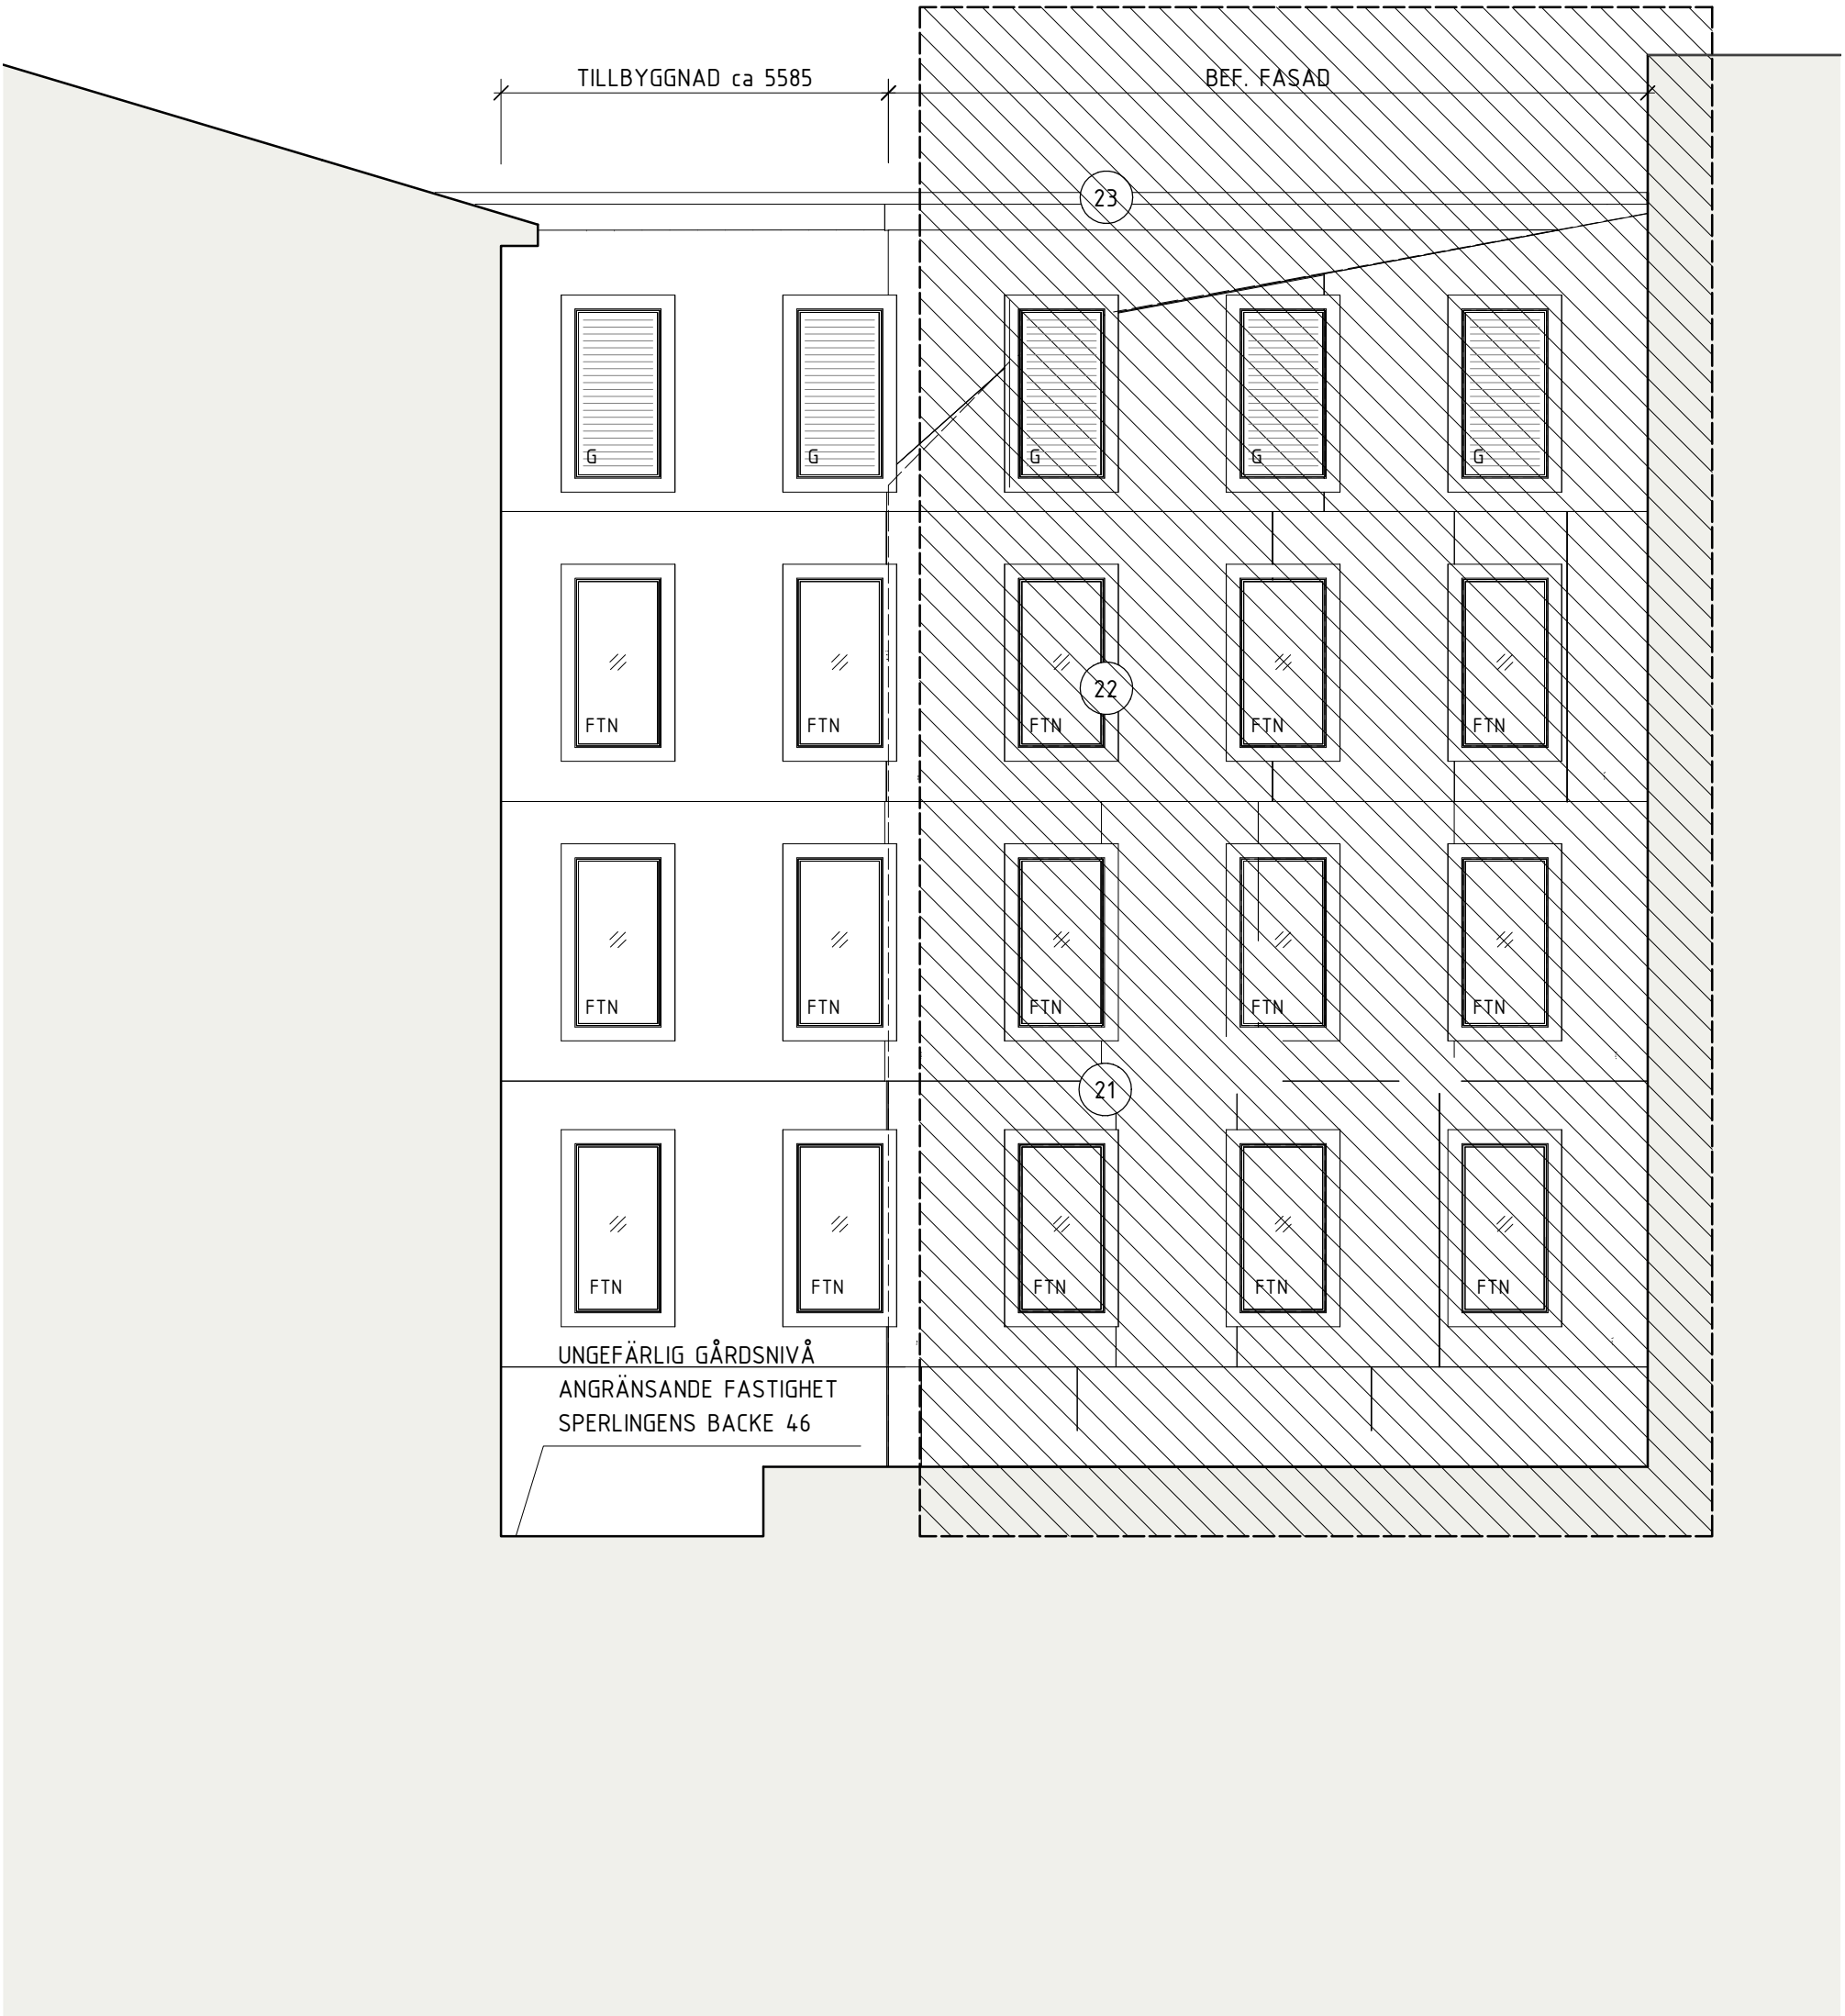 TILLBYGGNAD ca 5585
BEF. FASAD
23
G
G
G
G
G
22
FTN
FTN
FTN
FTN
FTN
FTN
FTN
FTN
FTN
FTN
21
FTN
FTN
FTN
FTN
FTN
UNGEFÄRLIG GÅRDSNIVÅ
ANGRÄNSANDE FASTIGHET
SPERLINGENS BACKE 46